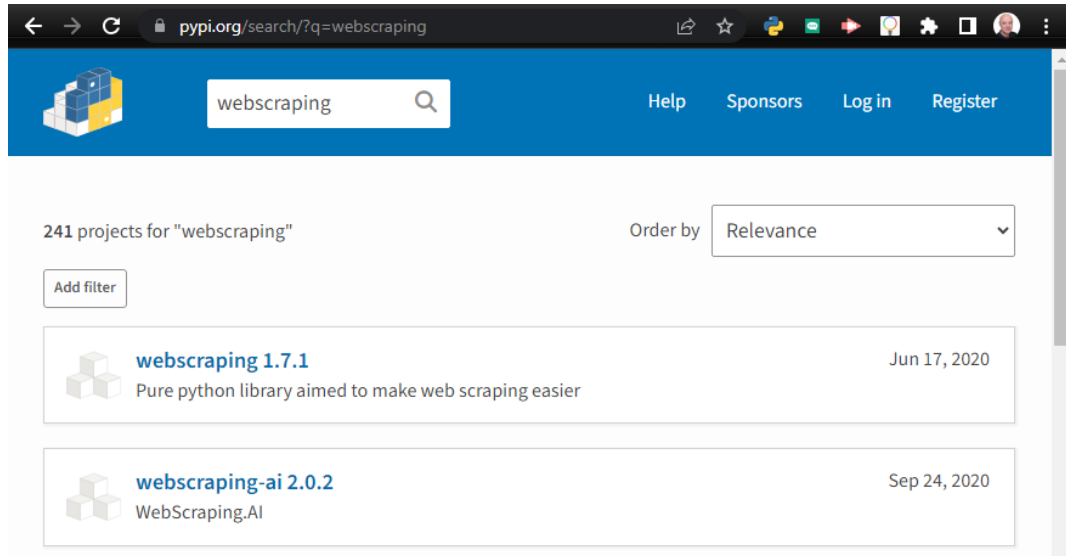 pypi.org/search/?q=webscraping
webscraping
Help Sponsors Log in Register
241 projects for "webscraping"
Order by Relevance
Add filter
webscraping 1.7.1
Jun 17, 2020
Pure python library aimed to make web scraping easier
webscraping-ai 2.0.2
Sep 24, 2020
WebScraping.AI